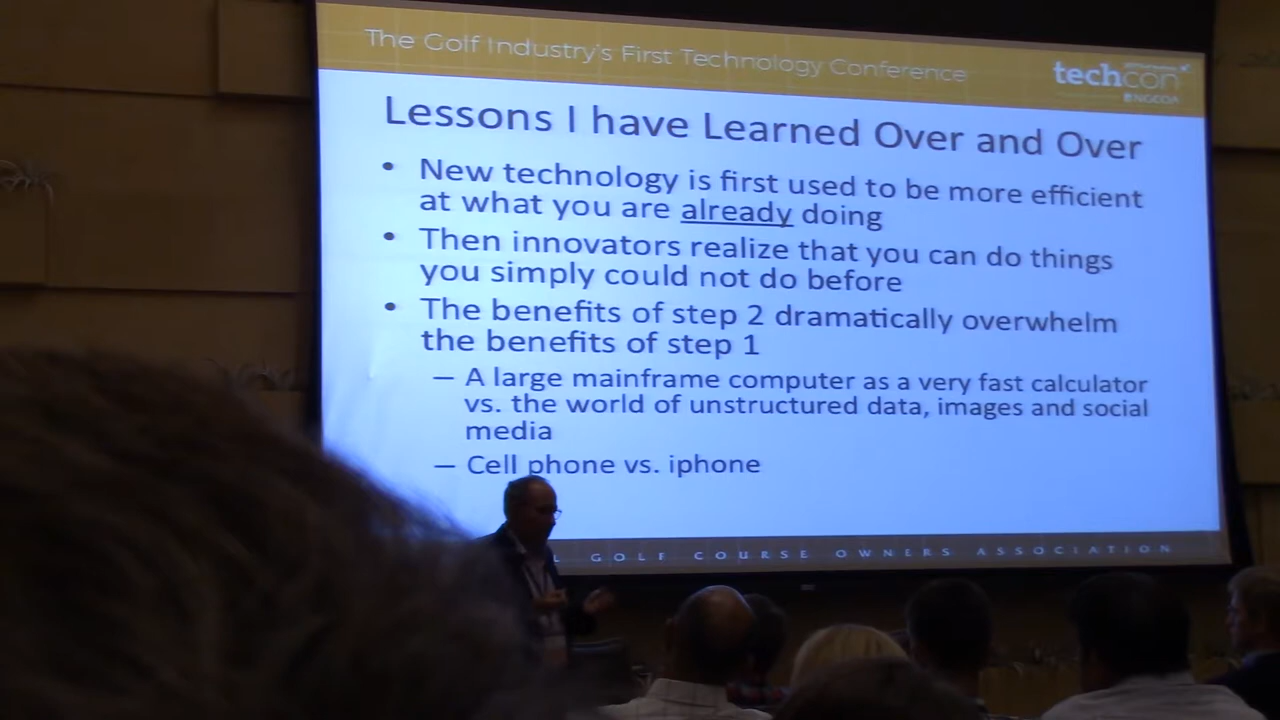 The Golf Industry's First Technology Conference
techcon
NGCOA
Lessons I have Learned Over and Over
• New technology is first used to be more efficient
at what you are already doing
• Then innovators realize that you can do things
you simply could not do before
• The benefits of step 2 dramatically overwhelm
the benefits of step 1
– A large mainframe computer as a very fast calculator
vs. the world of unstructured data, images and social
media
– Cell phone vs. iphone
L GOLF COURSE OWNERS ASSOCIATION